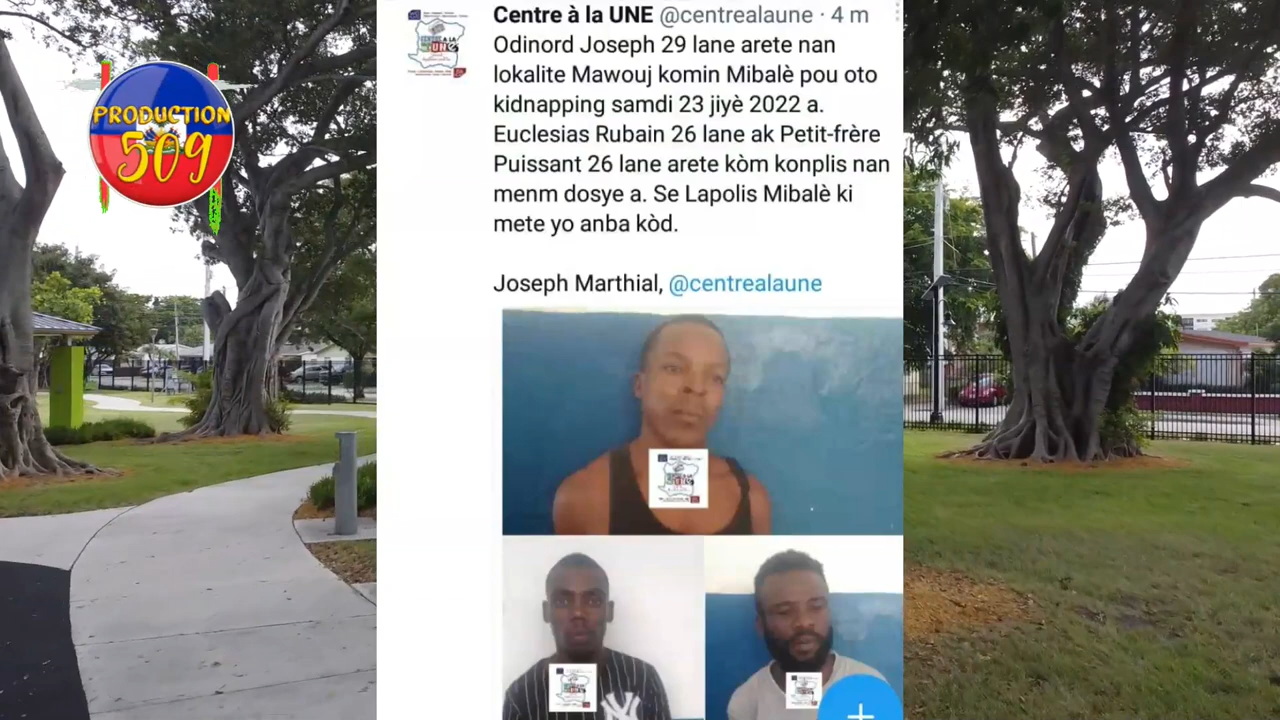 PRODUCTION
509
Centre à la UNE @centrealaune · 4 m
Odinord Joseph 29 lane arete nan
lokalite Mawouj komin Mibalè pou oto
kidnapping samdi 23 jiyè 2022 a.
Euclesias Rubain 26 lane ak Petit-frère
Puissant 26 lane arete kòm konplis nan
menm dosye a. Se Lapolis Mibalè ki
mete yo anba kòd.
Joseph Marthial, @centrealaune